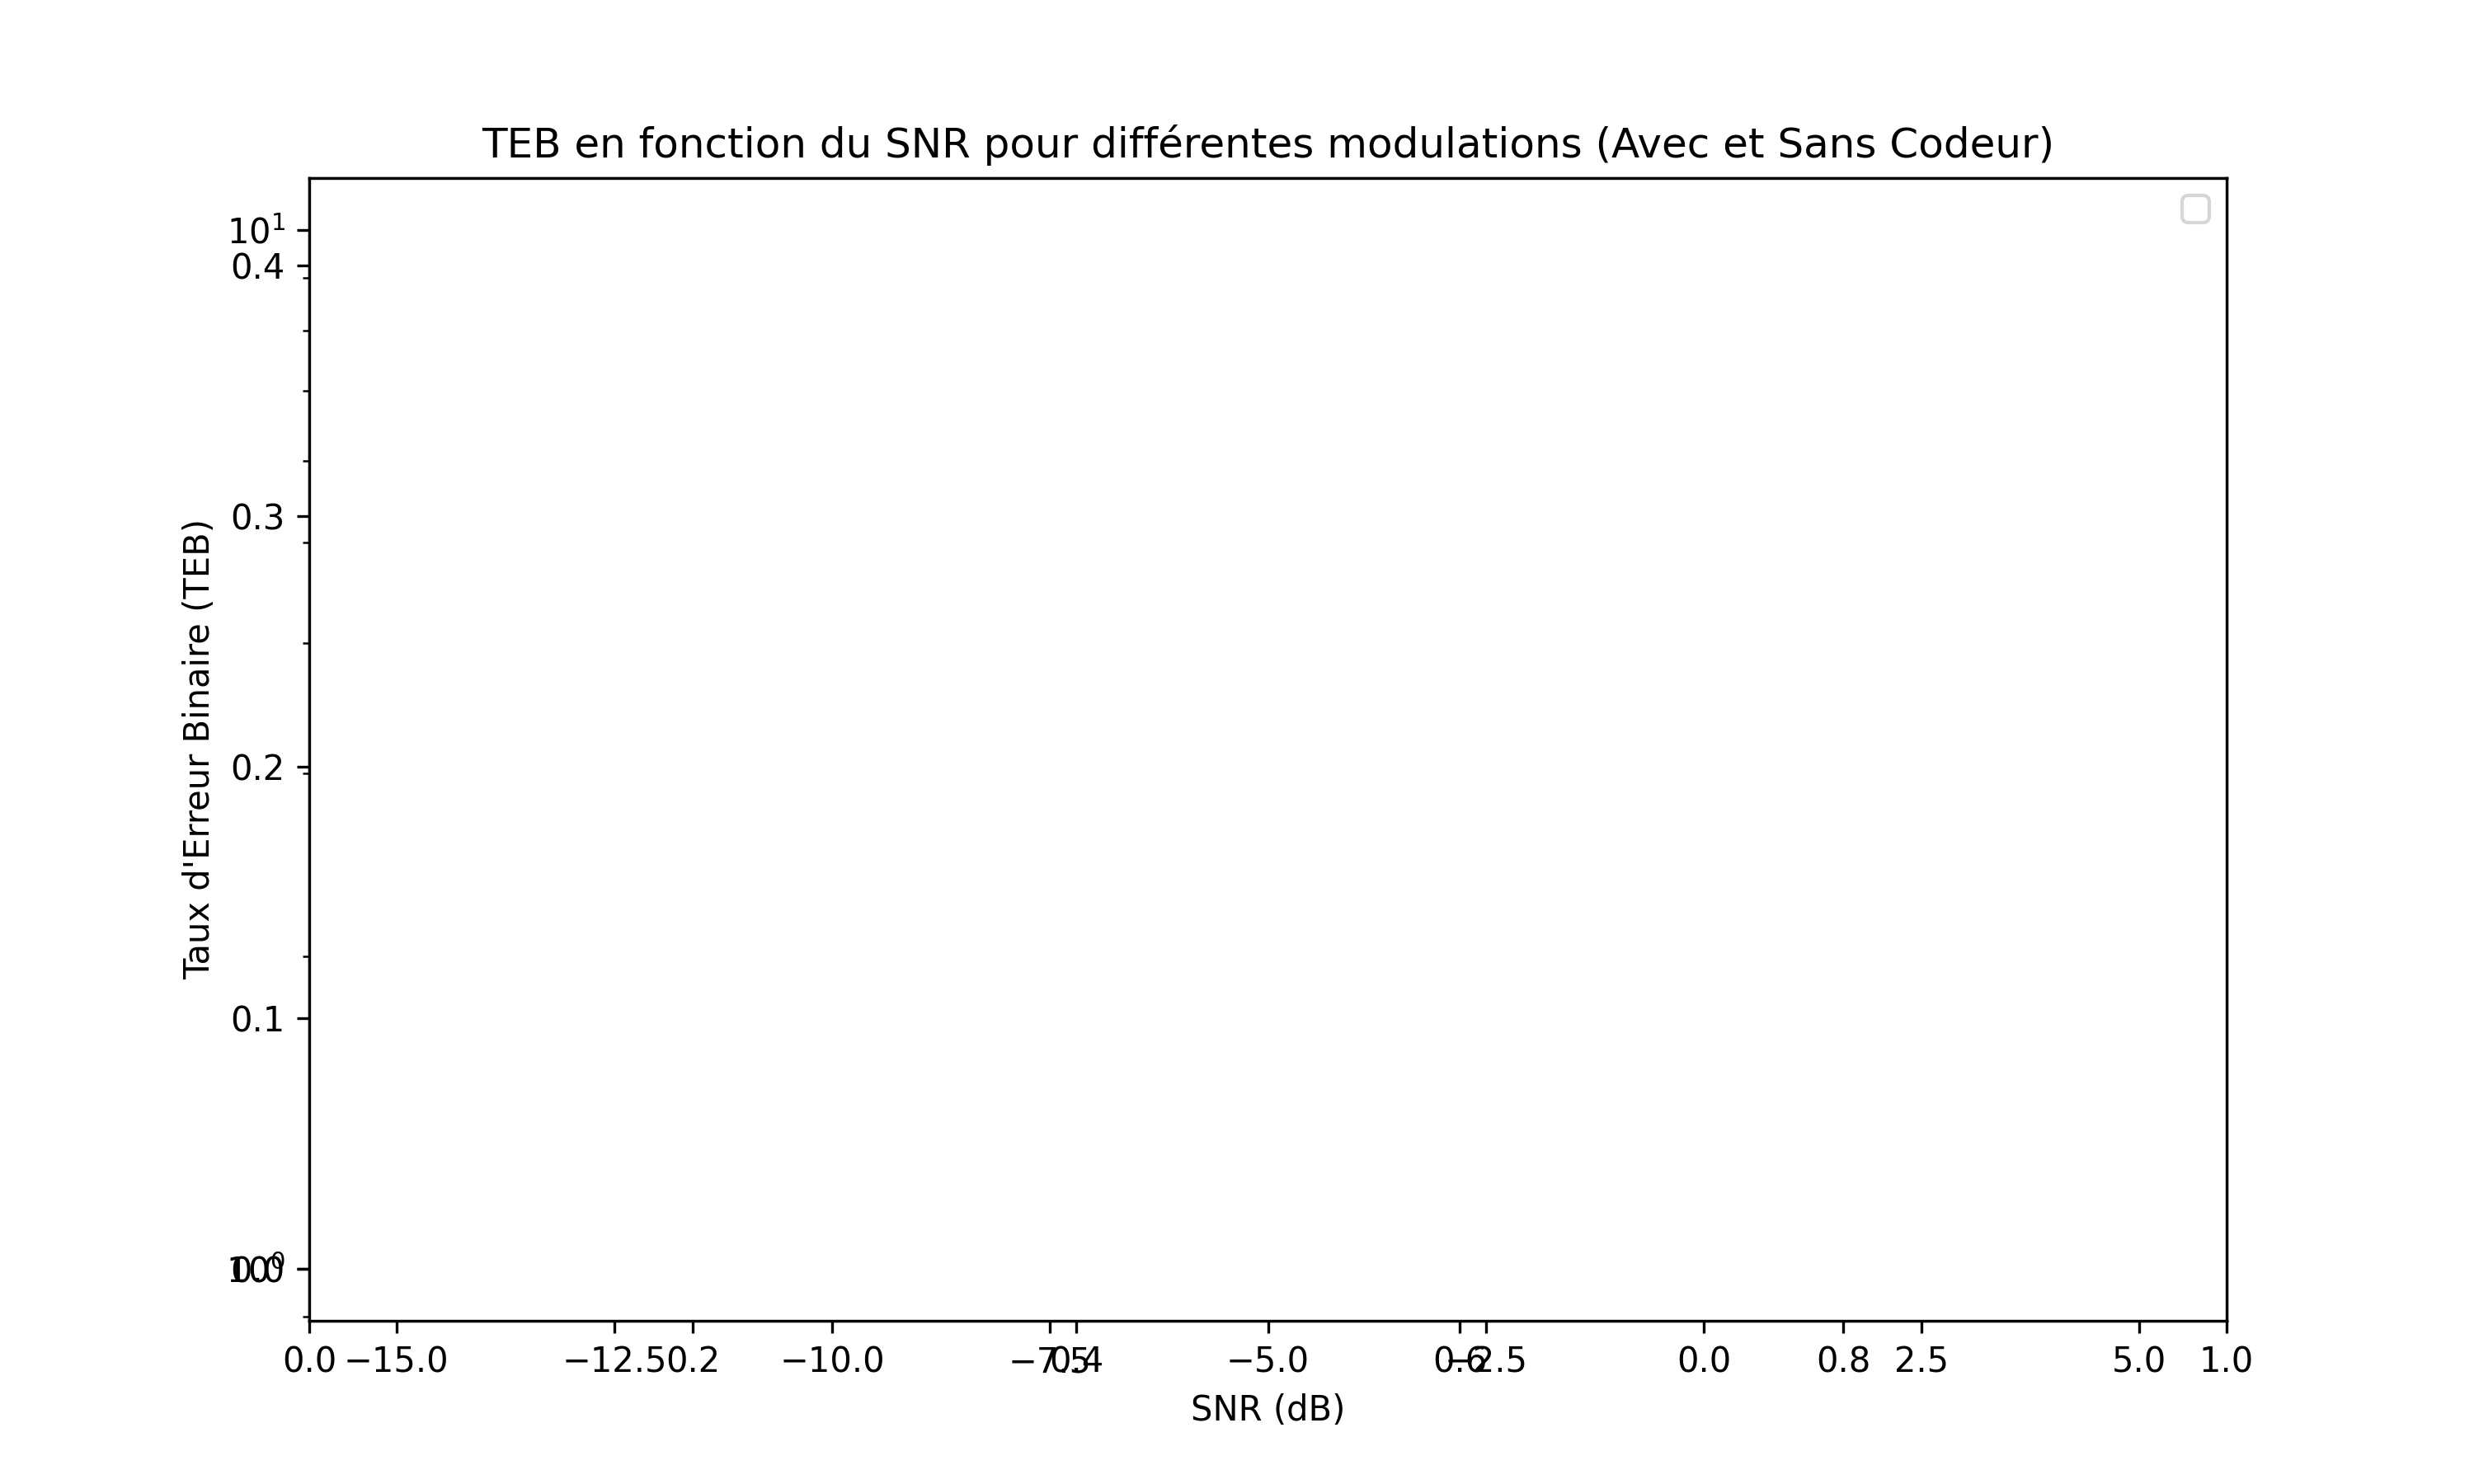 TEB en fonction du SNR pour différentes modulations (Avec et Sans Codeur)
10¹
0.4
0.3
0.2
0.1
Taux d'Erreur Binaire (TEB)
0.0 −15.0 −12.5 0.2 −10.0 −5.0 0.0 0.8 2.5 5.0 1.0
SNR (dB)